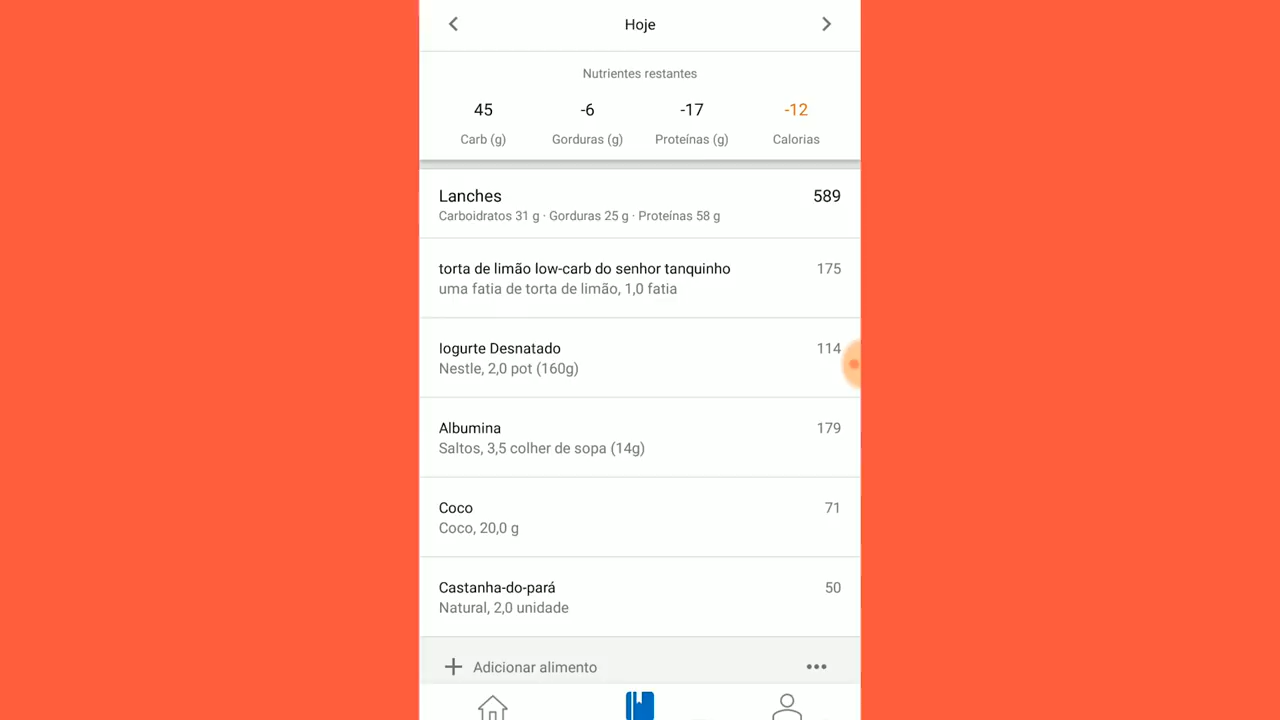 Hoje
Nutrientes restantes
45 -6 -17 -12
Carb (g) Gorduras (g) Proteínas (g) Calorias
Lanches 589
Carboidratos 31 g · Gorduras 25 g · Proteínas 58 g
torta de limão low-carb do senhor tanquinho 175
uma fatia de torta de limão, 1,0 fatia
Iogurte Desnatado 114
Nestle, 2,0 pot (160g)
Albumina 179
Saltos, 3,5 colher de sopa (14g)
Coco 71
Coco, 20,0 g
Castanha-do-pará 50
Natural, 2,0 unidade
Adicionar alimento